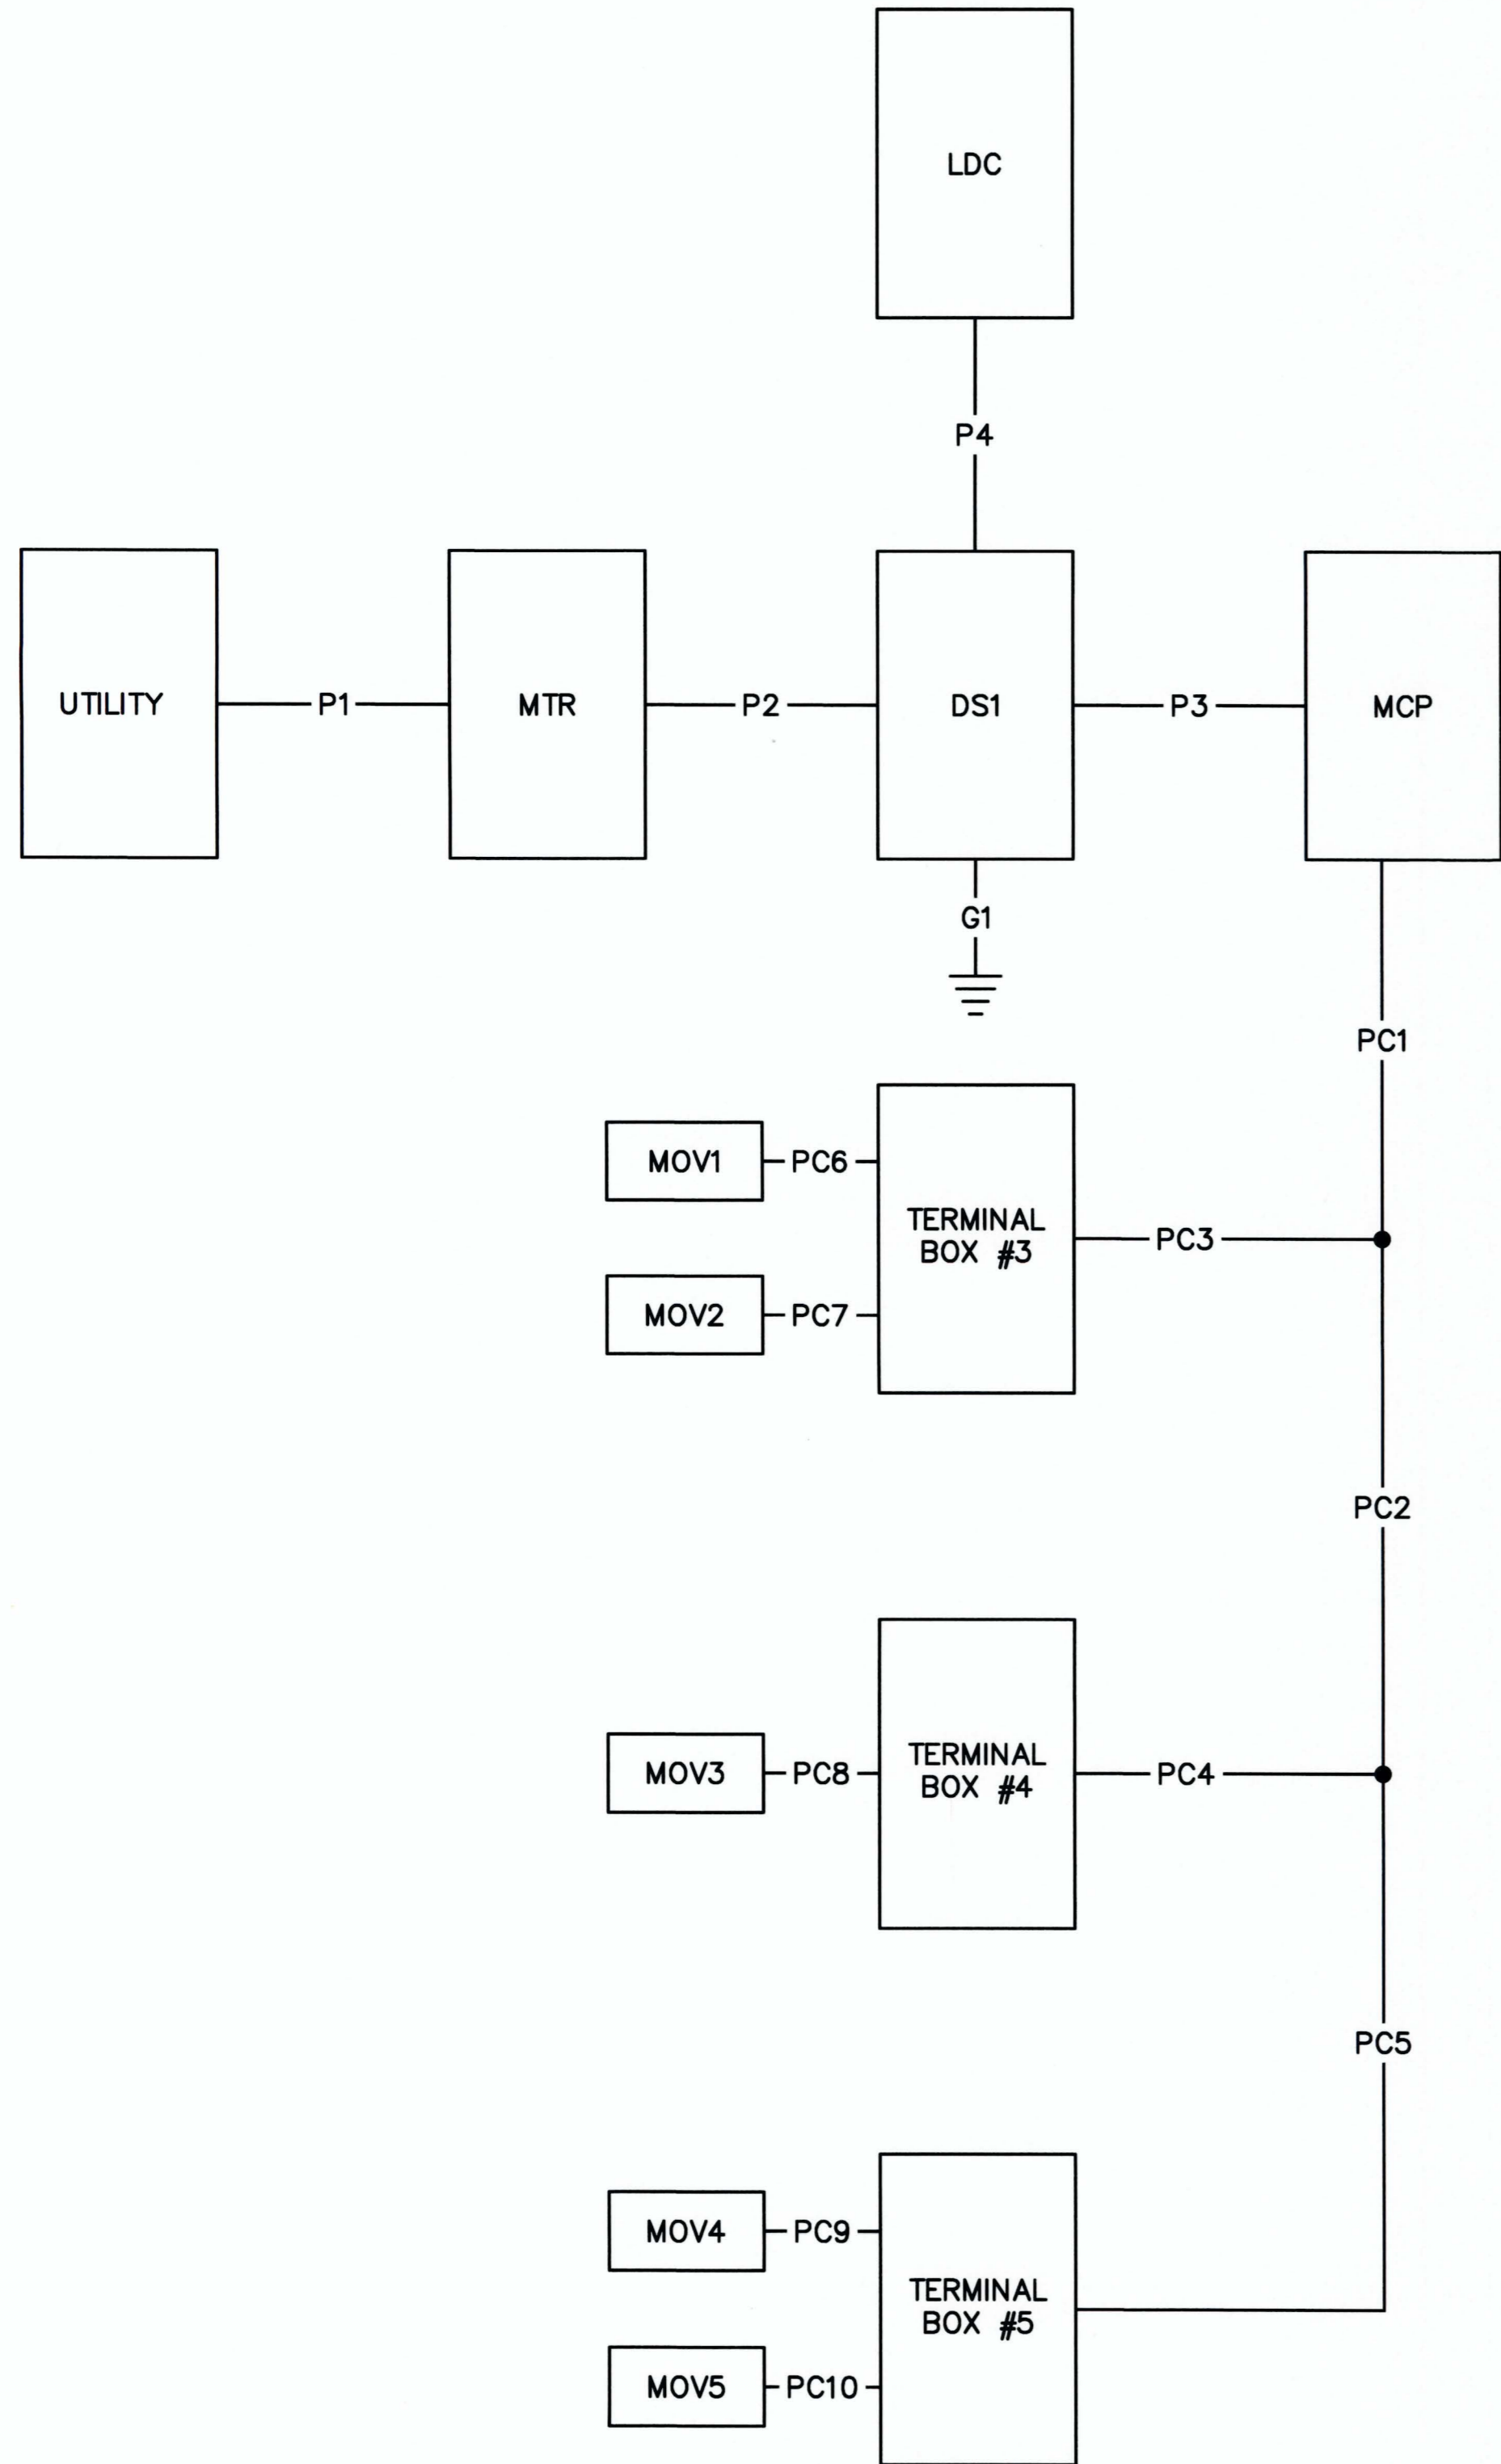 LDC
P4
UTILITY
P1
MTR
P2
DS1
P3
MCP
G1
PC1
MOV1
PC6
TERMINAL
BOX #3
PC3
MOV2
PC7
PC2
MOV3
PC8
TERMINAL
BOX #4
PC4
PC5
MOV4
PC9
TERMINAL
BOX #5
MOV5
PC10